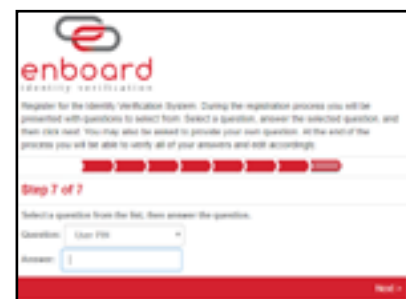 enboard
identity verification
Register for the Identity Verification System. During the registration process you will be
presented with questions to select from. Select a question, answer the selected question, and
then click next. You may also be asked to provide your own question. At the end of the
process you will be able to verify all of your answers and edit accordingly.
Step 7 of 7
Select a question from the list, then answer the question.
Question: User PIN
Answer:
Next >